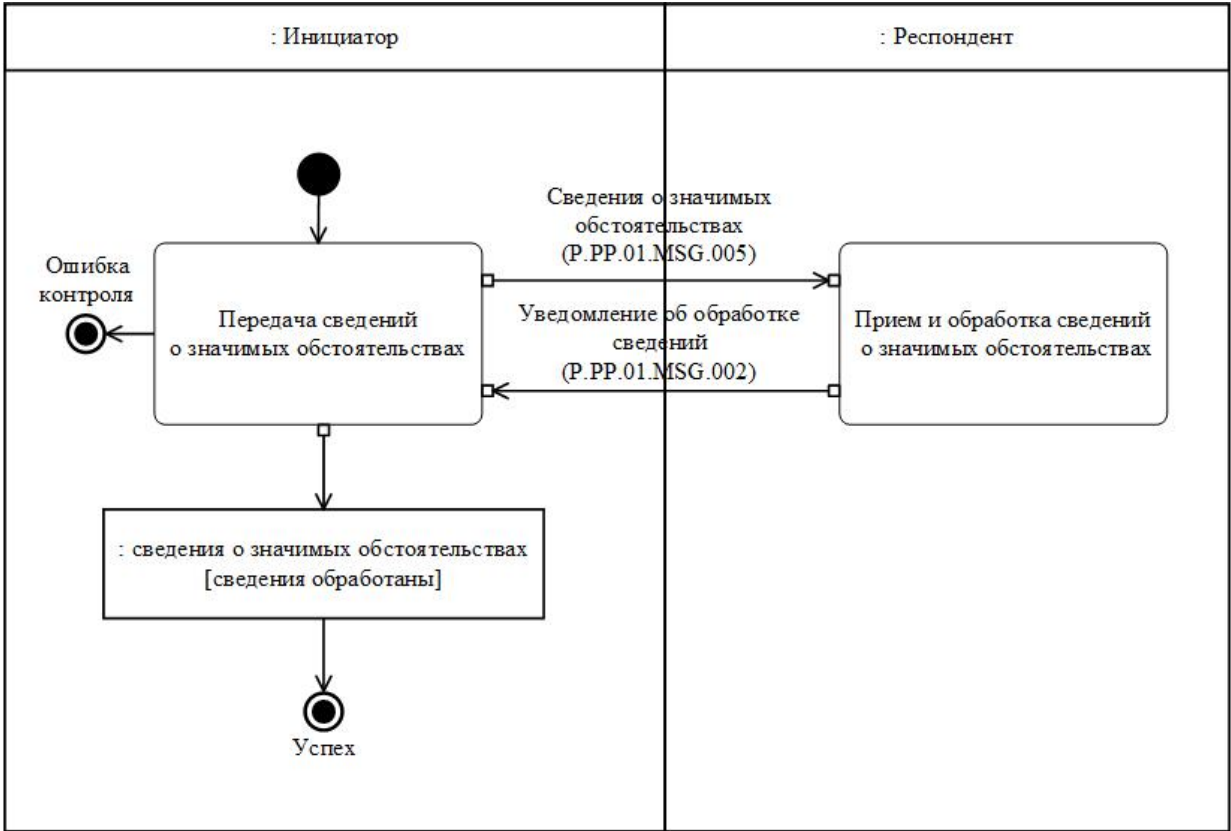 : Инициатор
: Респондент
Сведения о значимых
обстоятельствах
(P.PP.01.MSG.005)
Ошибка
контроля
Передача сведений
о значимых обстоятельствах
Уведомление об обработке
сведений
(P.PP.01.MSG.002)
Прием и обработка сведений
о значимых обстоятельствах
: сведения о значимых обстоятельствах
[сведения обработаны]
Успех